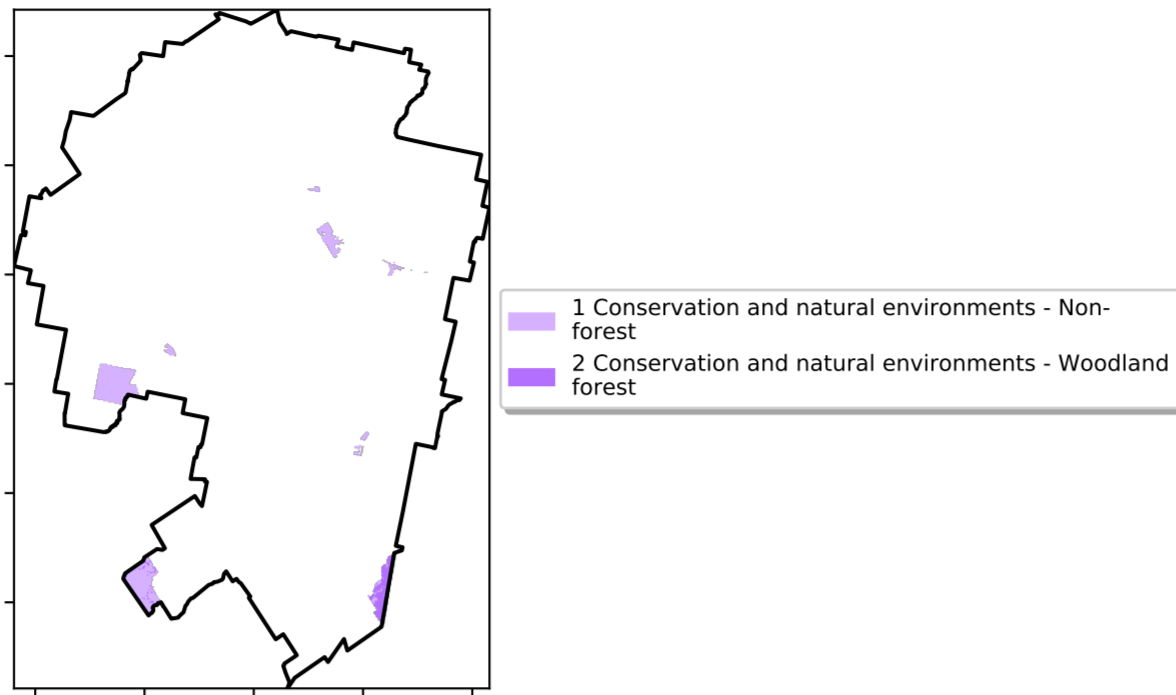 1 Conservation and natural environments - Non-
forest
2 Conservation and natural environments - Woodland
forest